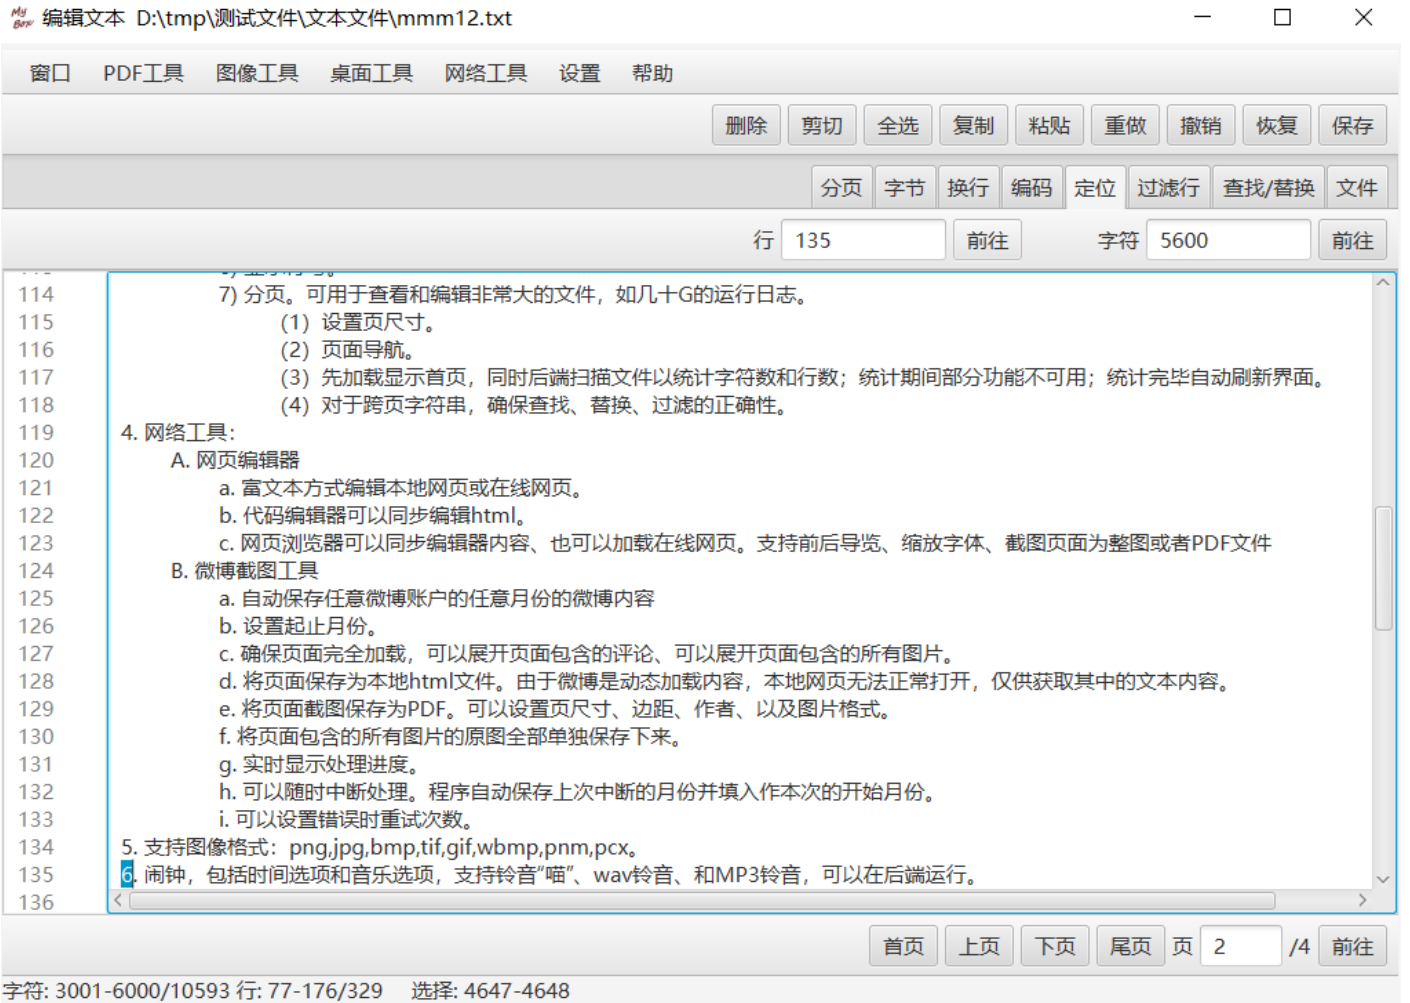 My Box 编辑文本 D:\tmp\测试文件\文本文件\mmm12.txt
窗口 PDF工具 图像工具 桌面工具 网络工具 设置 帮助
删除 剪切 全选 复制 粘贴 重做 撤销 恢复 保存
分页 字节 换行 编码 定位 过滤行 查找/替换 文件
行 135 前往 字符 5600 前往
114 7) 分页。可用于查看和编辑非常大的文件，如几十G的运行日志。
115 (1) 设置页尺寸。
116 (2) 页面导航。
117 (3) 先加载显示首页，同时后端扫描文件以统计字符数和行数；统计期间部分功能不可用；统计完毕自动刷新界面。
118 (4) 对于跨页字符串，确保查找、替换、过滤的正确性。
119 4. 网络工具：
120 A. 网页编辑器
121 a. 富文本方式编辑本地网页或在线网页。
122 b. 代码编辑器可以同步编辑html。
123 c. 网页浏览器可以同步编辑器内容、也可以加载在线网页。支持前后导览、缩放字体、截图页面为整图或者PDF文件
124 B. 微博截图工具
125 a. 自动保存任意微博账户的任意月份的微博内容
126 b. 设置起止月份。
127 c. 确保页面完全加载，可以展开页面包含的评论、可以展开页面包含的所有图片。
128 d. 将页面保存为本地html文件。由于微博是动态加载内容，本地网页无法正常打开，仅供获取其中的文本内容。
129 e. 将页面截图保存为PDF。可以设置页尺寸、边距、作者、以及图片格式。
130 f. 将页面包含的所有图片的原图全部单独保存下来。
131 g. 实时显示处理进度。
132 h. 可以随时中断处理。程序自动保存上次中断的月份并填入作本次的开始月份。
133 i. 可以设置错误时重试次数。
134 5. 支持图像格式：png,jpg,bmp,tif,gif,wbmp,pnm,pcx。
135 6. 闹钟，包括时间选项和音乐选项，支持铃音“喵”、wav铃音、和MP3铃音，可以在后端运行。
136
首页 上页 下页 尾页 页 2 /4 前往
字符: 3001-6000/10593 行: 77-176/329 选择: 4647-4648